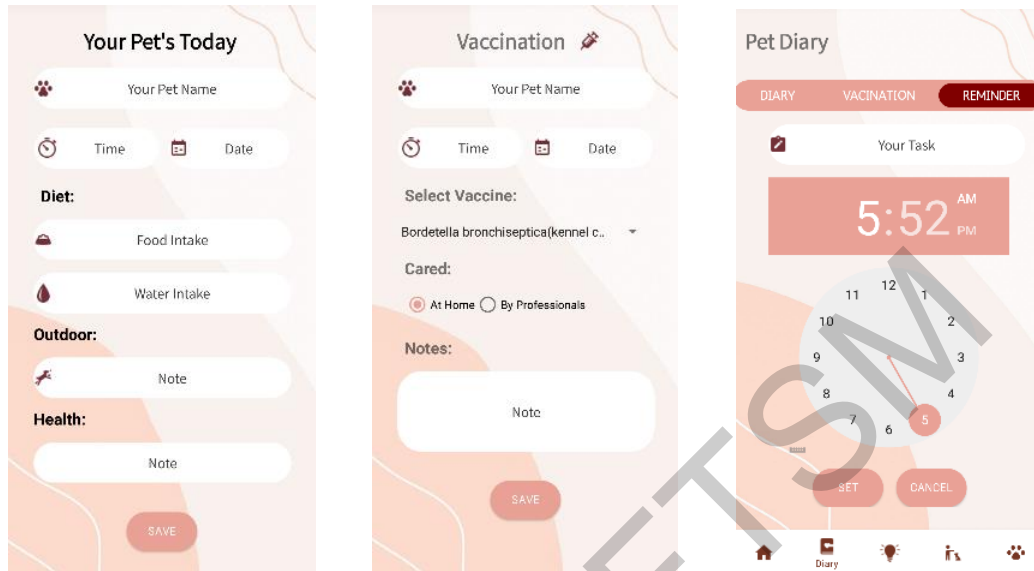 Your Pet's Today
Your Pet Name
Time
Date
Diet:
Food Intake
Water Intake
Outdoor:
Note
Health:
Note
SAVE
Vaccination
Your Pet Name
Time
Date
Select Vaccine:
Bordetella bronchiseptica(kennel c..
Cared:
At Home
By Professionals
Notes:
Note
SAVE
Pet Diary
DIARY VACINATION REMINDER
Your Task
5:52 AM
PM
12
11
1
10
2
9
3
8
4
7
5
6
SET
CANCEL
Diary
ETSM